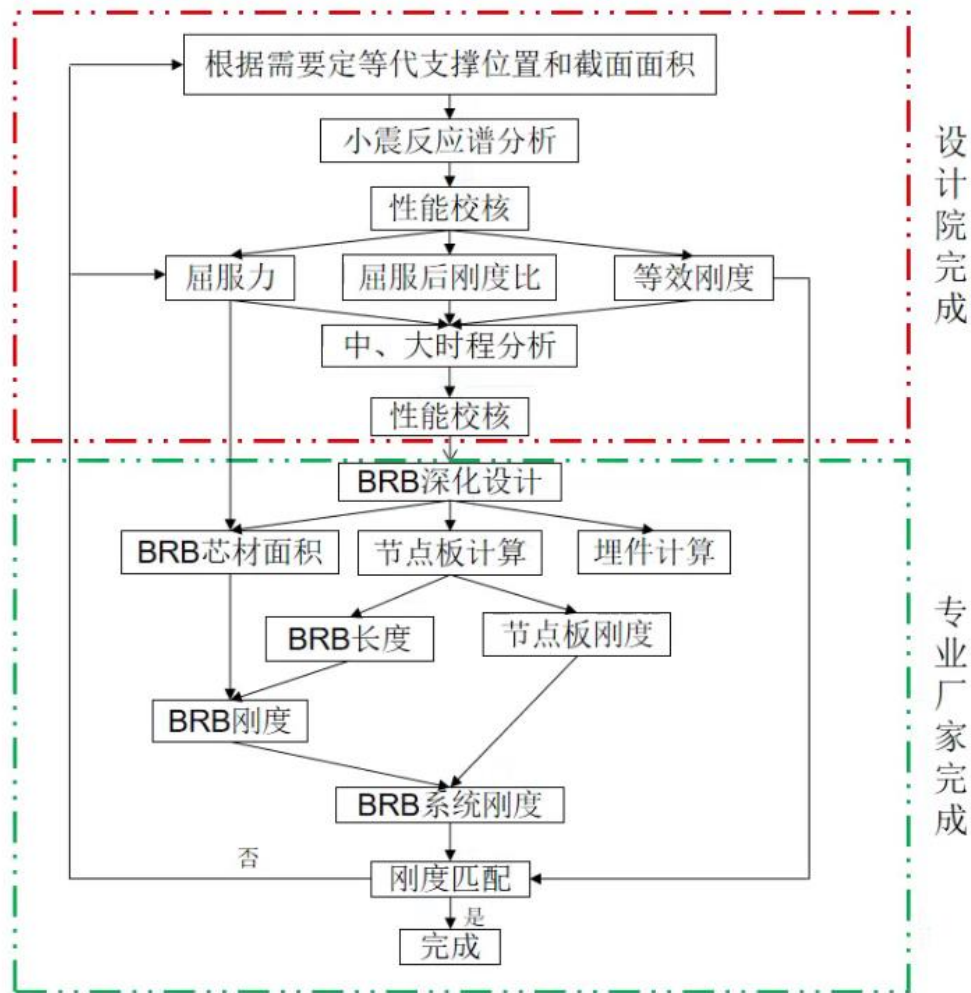 根据需要定等代支撑位置和截面面积
小震反应谱分析
性能校核
屈服力
屈服后刚度比
等效刚度
中、大时程分析
性能校核
设计院完成
BRB深化设计
BRB芯材面积
节点板计算
埋件计算
BRB长度
节点板刚度
BRB刚度
BRB系统刚度
否
刚度匹配
是
完成
专业厂家完成